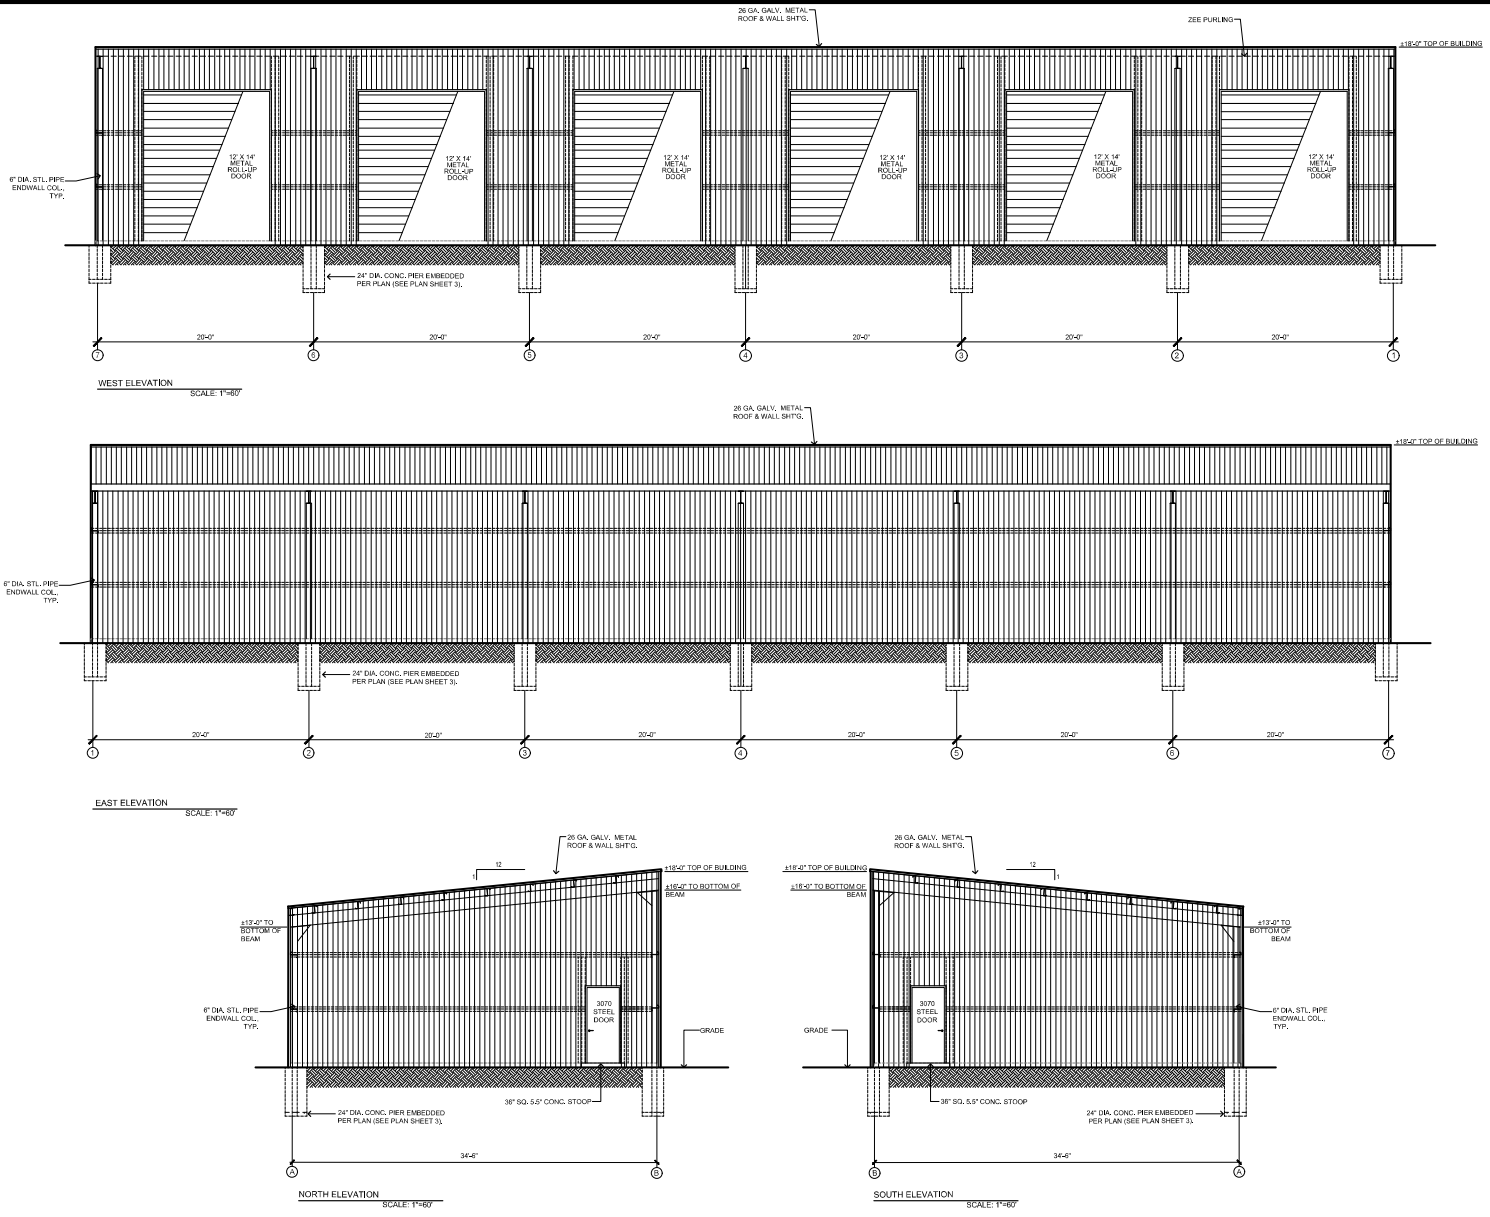 26 GA. GALV. METAL
ROOF & WALL SHT'G.
ZEE PURLING
±18'-0" TOP OF BUILDING
12' X 14'
METAL
ROLL-UP
DOOR
12' X 14'
METAL
ROLL-UP
DOOR
12' X 14'
METAL
ROLL-UP
DOOR
12' X 14'
METAL
ROLL-UP
DOOR
12' X 14'
METAL
ROLL-UP
DOOR
12' X 14'
METAL
ROLL-UP
DOOR
6" DIA. STL. PIPE
ENDWALL COL.,
TYP.
24" DIA. CONC. PIER EMBEDDED
PER PLAN (SEE PLAN SHEET 3).
20'-0" 20'-0" 20'-0" 20'-0" 20'-0" 20'-0"
7 6 5 4 3 2 1
WEST ELEVATION
SCALE: 1"=60'
26 GA. GALV. METAL
ROOF & WALL SHT'G.
±18'-0" TOP OF BUILDING
6" DIA. STL. PIPE
ENDWALL COL.,
TYP.
24" DIA. CONC. PIER EMBEDDED
PER PLAN (SEE PLAN SHEET 3).
20'-0" 20'-0" 20'-0" 20'-0" 20'-0" 20'-0"
1 2 3 4 5 6 7
EAST ELEVATION
SCALE: 1"=60'
26 GA. GALV. METAL
ROOF & WALL SHT'G.
12
1
±18'-0" TOP OF BUILDING
±16'-0" TO BOTTOM OF
BEAM
±13'-0" TO
BOTTOM OF
BEAM
6" DIA. STL. PIPE
ENDWALL COL.,
TYP.
3070
STEEL
DOOR
GRADE
36" SQ. 5.5" CONC. STOOP
24" DIA. CONC. PIER EMBEDDED
PER PLAN (SEE PLAN SHEET 3).
34'-6"
A B
NORTH ELEVATION
SCALE: 1"=60'
26 GA. GALV. METAL
ROOF & WALL SHT'G.
12
1
±18'-0" TOP OF BUILDING
±16'-0" TO BOTTOM OF
BEAM
±13'-0" TO
BOTTOM OF
BEAM
3070
STEEL
DOOR
6" DIA. STL. PIPE
ENDWALL COL.,
TYP.
GRADE
36" SQ. 5.5" CONC. STOOP
24" DIA. CONC. PIER EMBEDDED
PER PLAN (SEE PLAN SHEET 3).
34'-6"
B A
SOUTH ELEVATION
SCALE: 1"=60'